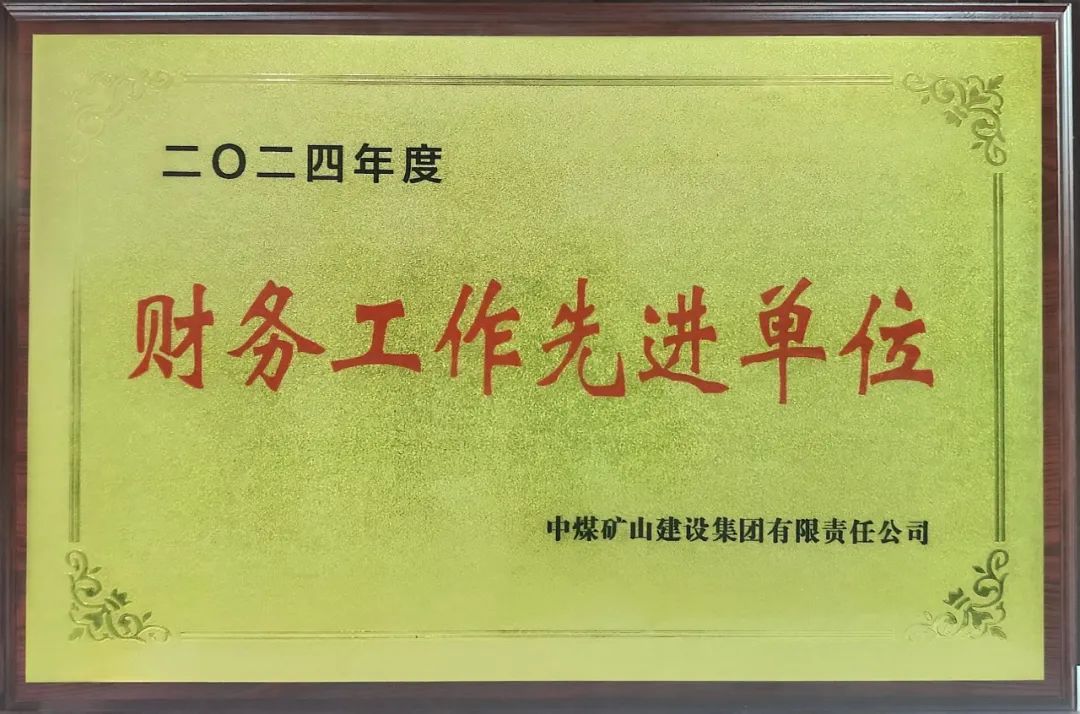 二〇二四年度
财务工作先进单位
中煤矿山建设集团有限责任公司